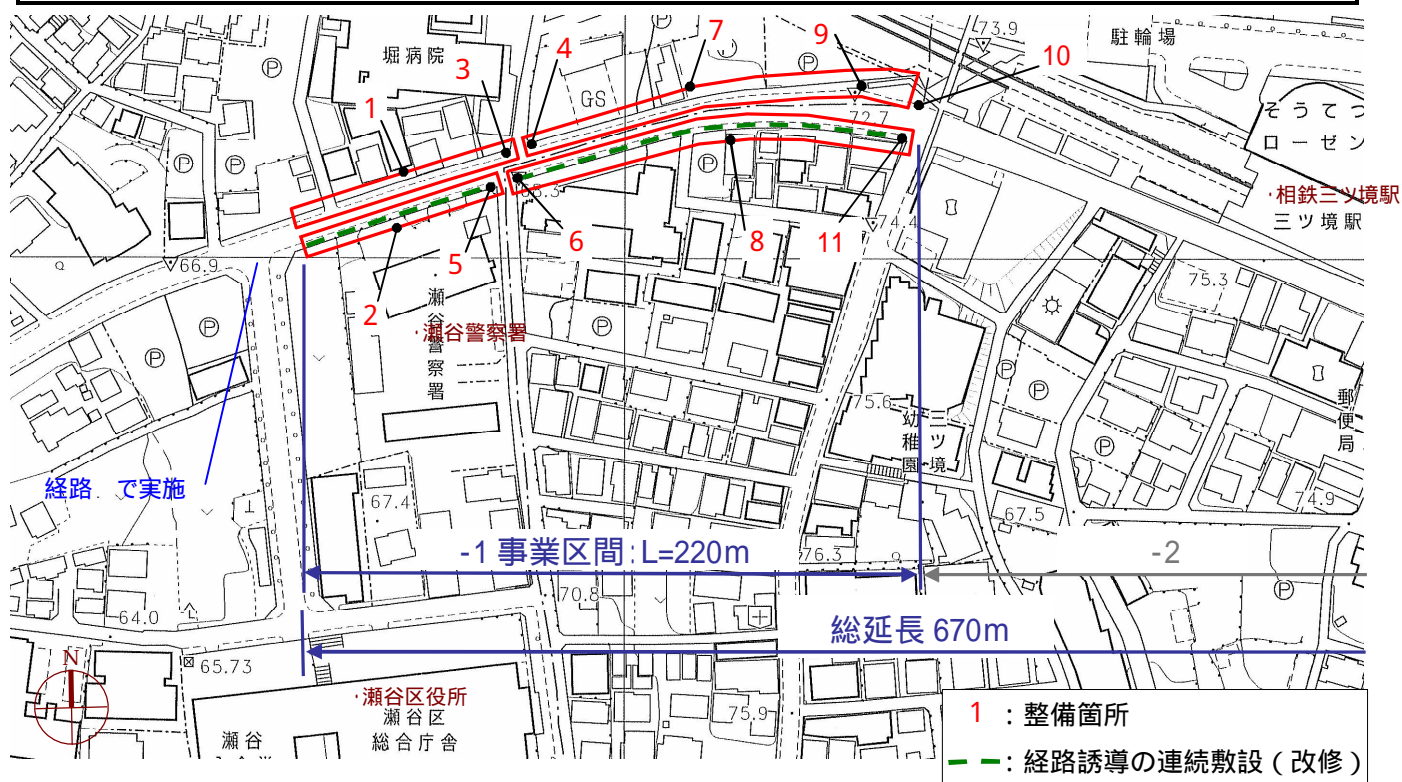 堀病院
Ⓟ
Ⓟ
3
4
GS
7
9
73.9
駐輪場
10
1
72.7
そうてつ
ローゼン
Ⓟ
Ⓟ
65.3
Ⓟ
・相鉄三ツ境駅
三ツ境駅
74.4
66.9
2
5
6
8
11
瀬谷警察署
・瀬谷警察署
Ⓟ
Ⓟ
75.3
Ⓟ
Ⓟ
75.6
三ツ境
幼稚園
郵便局
Ⓟ
経路 で実施
67.4
74.9
67.5
-1 事業区間:L=220m
76.3
-2
64.0
70.8
Ⓟ
総延長 670m
N
65.73
・瀬谷区役所
瀬谷区
総合庁舎
瀬谷
75.9
1 :整備箇所
:経路誘導の連続敷設(改修)